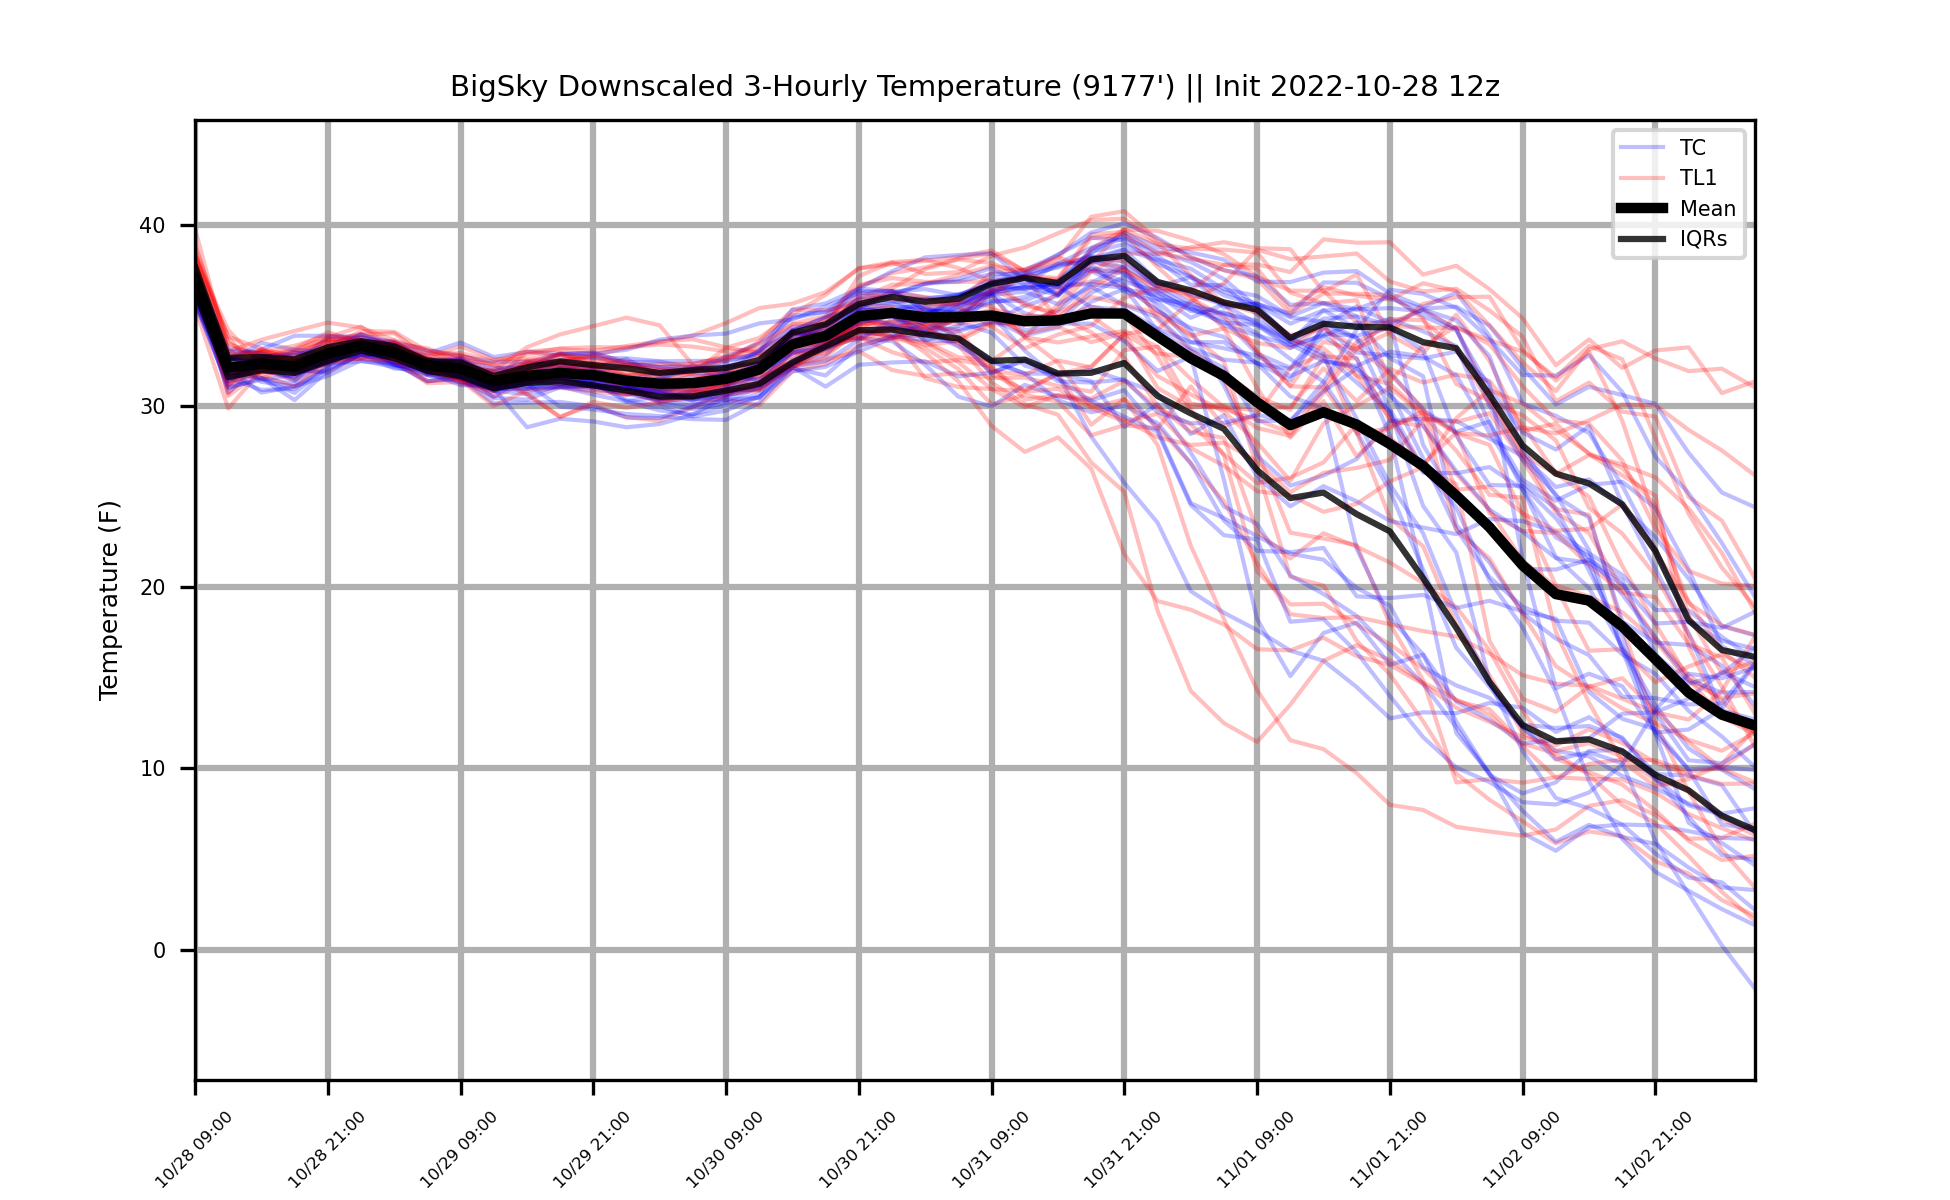 BigSky Downscaled 3-Hourly Temperature (9177') || Init 2022-10-28 12z
TC
TL1
Mean
IQRs
Temperature (F)
40
30
20
10
0
10/28 09:00
10/28 21:00
10/29 09:00
10/29 21:00
10/30 09:00
10/30 21:00
10/31 09:00
10/31 21:00
11/01 09:00
11/01 21:00
11/02 09:00
11/02 21:00